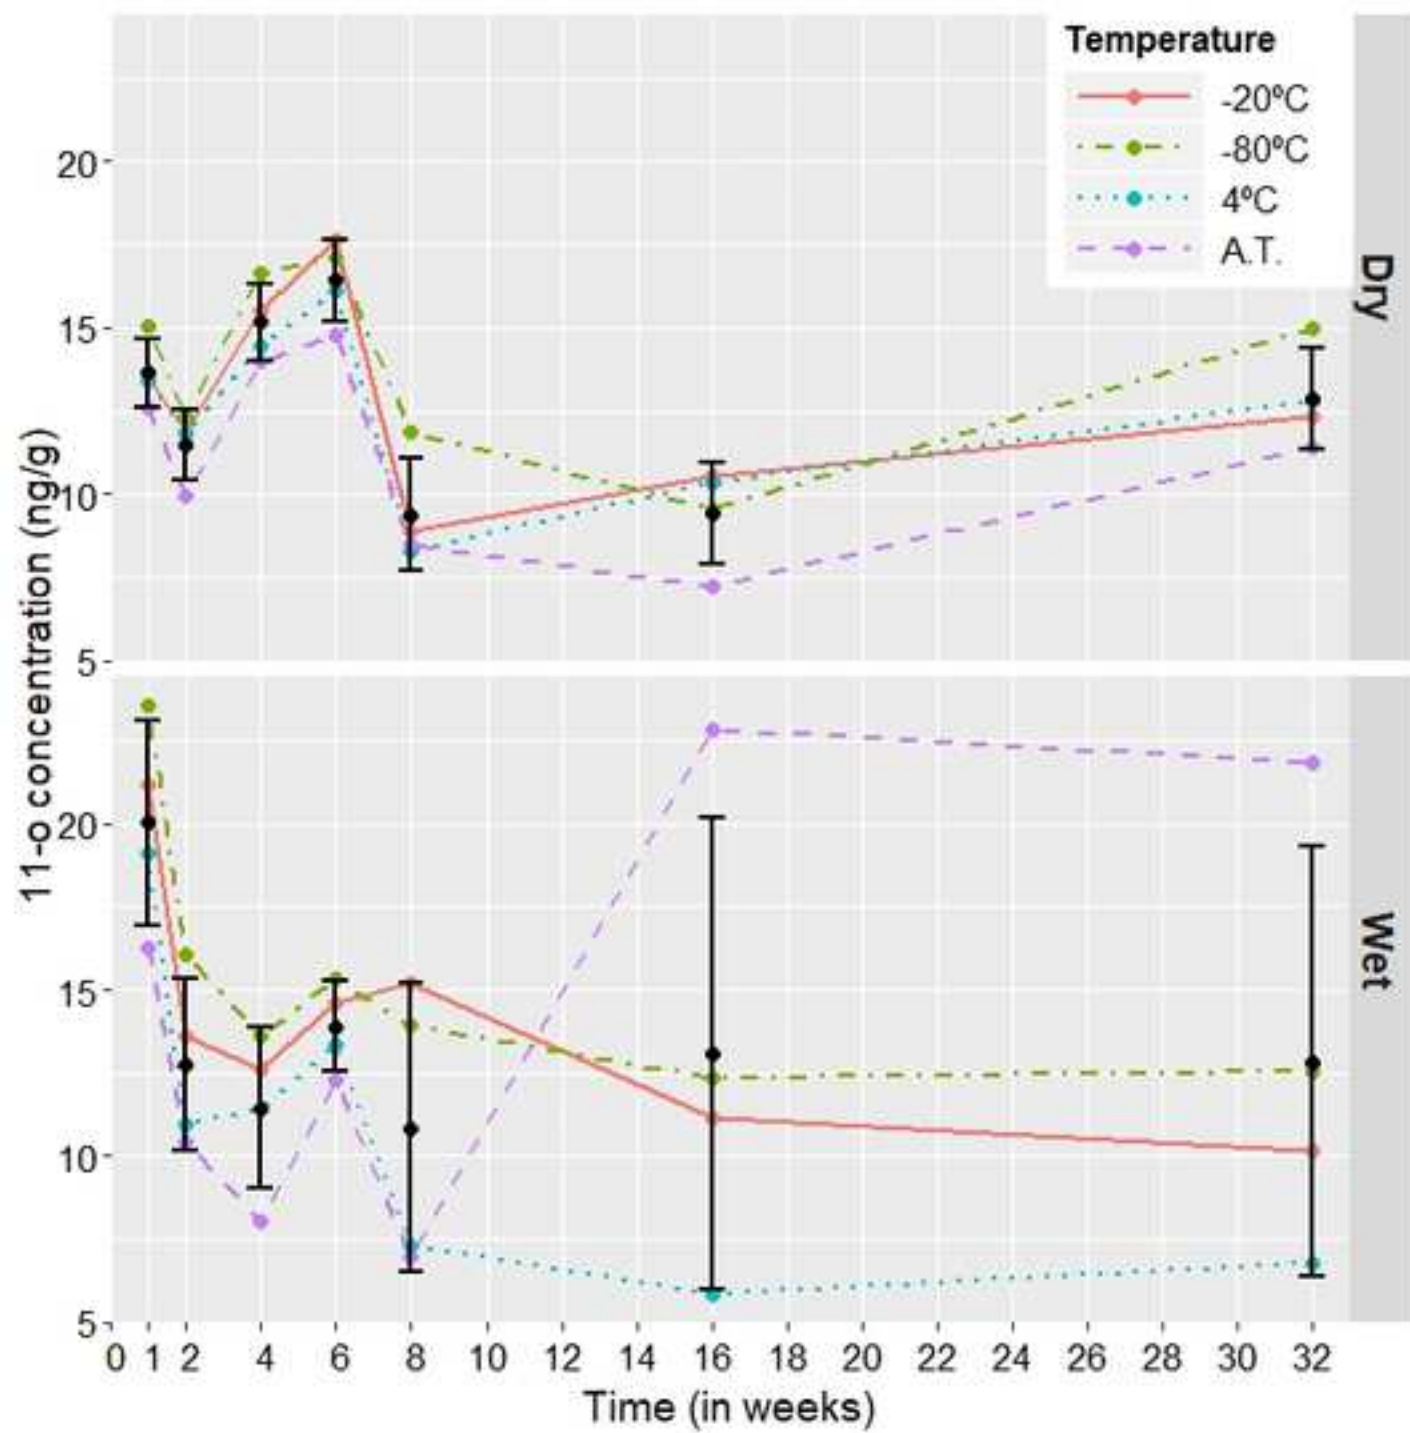 Temperature
-20ºC
-80ºC
4ºC
A.T.
20
15
10
5
Dry
11-o concentration (ng/g)
20
15
10
5
Wet
0 1 2 4 6 8 10 12 14 16 18 20 22 24 26 28 30 32
Time (in weeks)